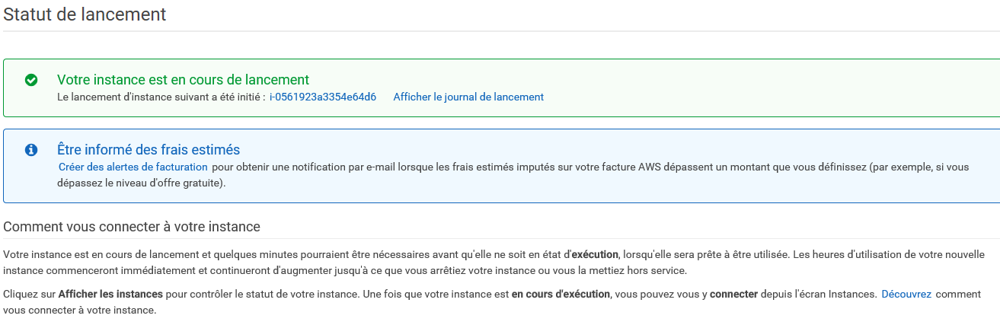 Statut de lancement
Votre instance est en cours de lancement
Le lancement d'instance suivant a été initié : i-0561923a3354e64d6 Afficher le journal de lancement
Être informé des frais estimés
Créer des alertes de facturation pour obtenir une notification par e-mail lorsque les frais estimés imputés sur votre facture AWS dépassent un montant que vous définissez (par exemple, si vous
dépassez le niveau d'offre gratuite).
Comment vous connecter à votre instance
Votre instance est en cours de lancement et quelques minutes pourraient être nécessaires avant qu'elle ne soit en état d'exécution, lorsqu'elle sera prête à être utilisée. Les heures d'utilisation de votre nouvelle
instance commenceront immédiatement et continueront d'augmenter jusqu'à ce que vous arrêtiez votre instance ou vous la mettiez hors service.
Cliquez sur Afficher les instances pour contrôler le statut de votre instance. Une fois que votre instance est en cours d'exécution, vous pouvez vous y connecter depuis l'écran Instances. Découvrez comment
vous connecter à votre instance.